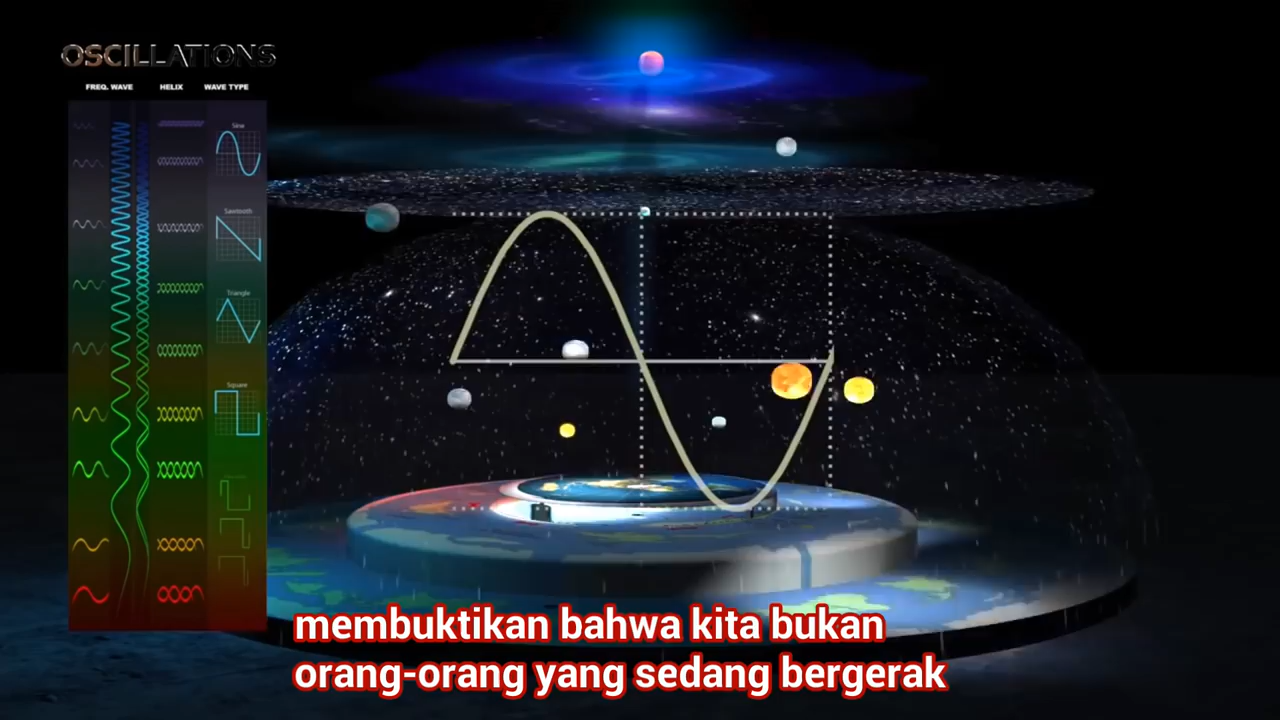 OSCILLATIONS
FREQ. WAVE HELIX WAVE TYPE
Sine
Sawtooth
Triangle
Square
membuktikan bahwa kita bukan
orang-orang yang sedang bergerak